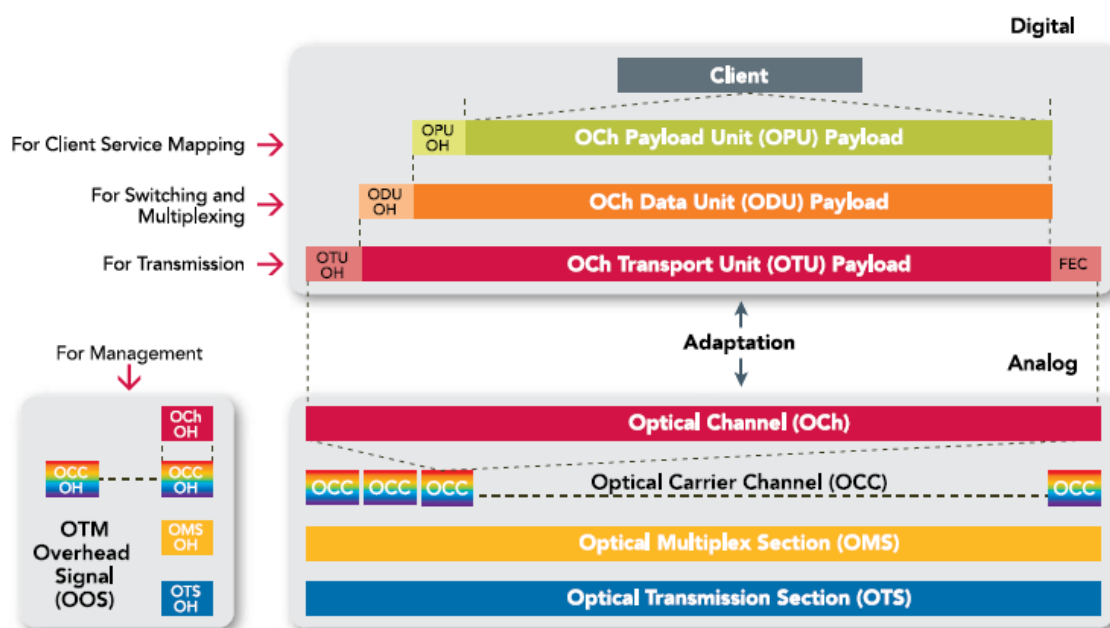 Digital
Client
For Client Service Mapping
OPU
OH
OCh Payload Unit (OPU) Payload
For Switching and
Multiplexing
ODU
OH
OCh Data Unit (ODU) Payload
For Transmission
OTU
OH
OCh Transport Unit (OTU) Payload
FEC
Adaptation
For Management
Analog
OCh
OH
Optical Channel (OCh)
OCC
OH
OCC
OH
OCC
OCC
OCC
Optical Carrier Channel (OCC)
OCC
OTM
Overhead
Signal
(OOS)
OMS
OH
Optical Multiplex Section (OMS)
OTS
OH
Optical Transmission Section (OTS)